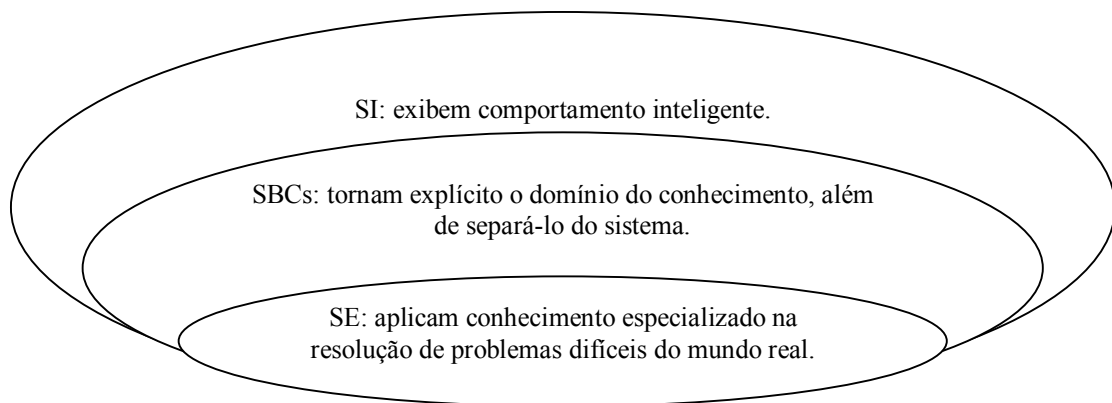 SI: exibem comportamento inteligente.
SBCs: tornam explícito o domínio do conhecimento, além
de separá-lo do sistema.
SE: aplicam conhecimento especializado na
resolução de problemas difíceis do mundo real.